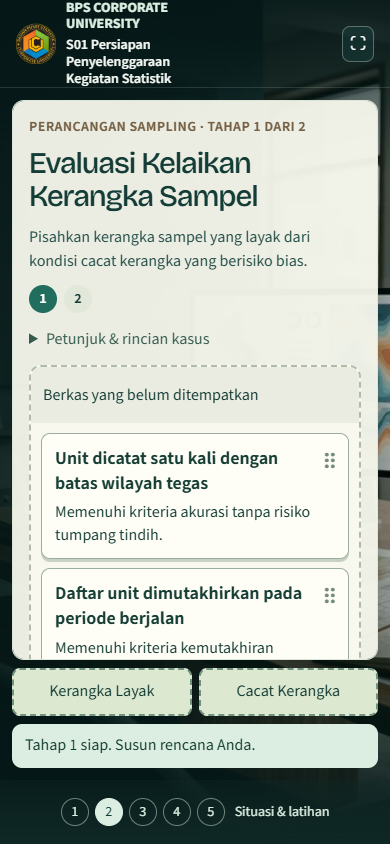 BPS CORPORATE
UNIVERSITY
S01 Persiapan
Penyelenggaraan
Kegiatan Statistik
PERANCANGAN SAMPLING · TAHAP 1 DARI 2
Evaluasi Kelaikan
Kerangka Sampel
Pisahkan kerangka sampel yang layak dari
kondisi cacat kerangka yang berisiko bias.
1 2
Petunjuk & rincian kasus
Berkas yang belum ditempatkan
Unit dicatat satu kali dengan
batas wilayah tegas
Memenuhi kriteria akurasi tanpa risiko
tumpang tindih.
Daftar unit dimutakhirkan pada
periode berjalan
Memenuhi kriteria kemutakhiran
Kerangka Layak Cacat Kerangka
Tahap 1 siap. Susun rencana Anda.
1 2 3 4 5 Situasi & latihan